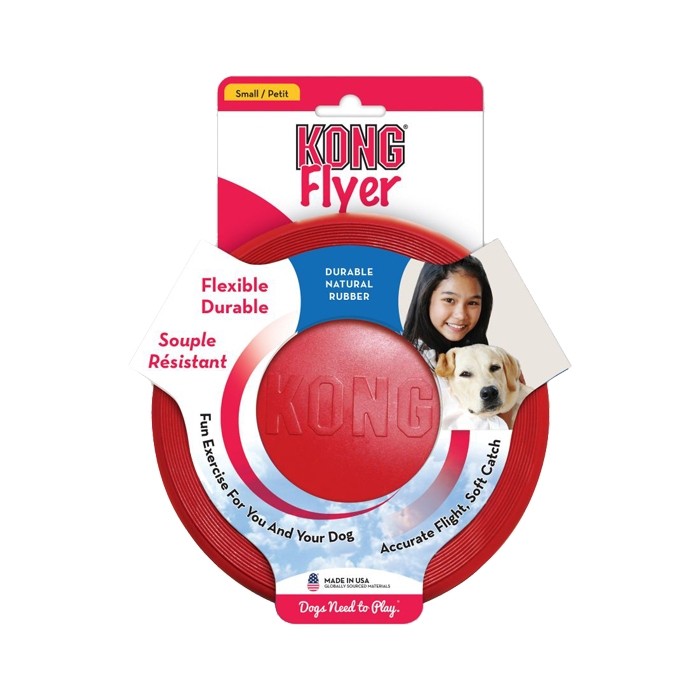 Small / Petit
KONG®
Flyer
DURABLE
NATURAL
RUBBER
Flexible
Durable
Souple
Résistant
KONG
Fun Exercise For You And Your Dog
Accurate Flight, Soft Catch
MADE IN USA
GLOBALLY SOURCED MATERIALS
Dogs Need to Play.™